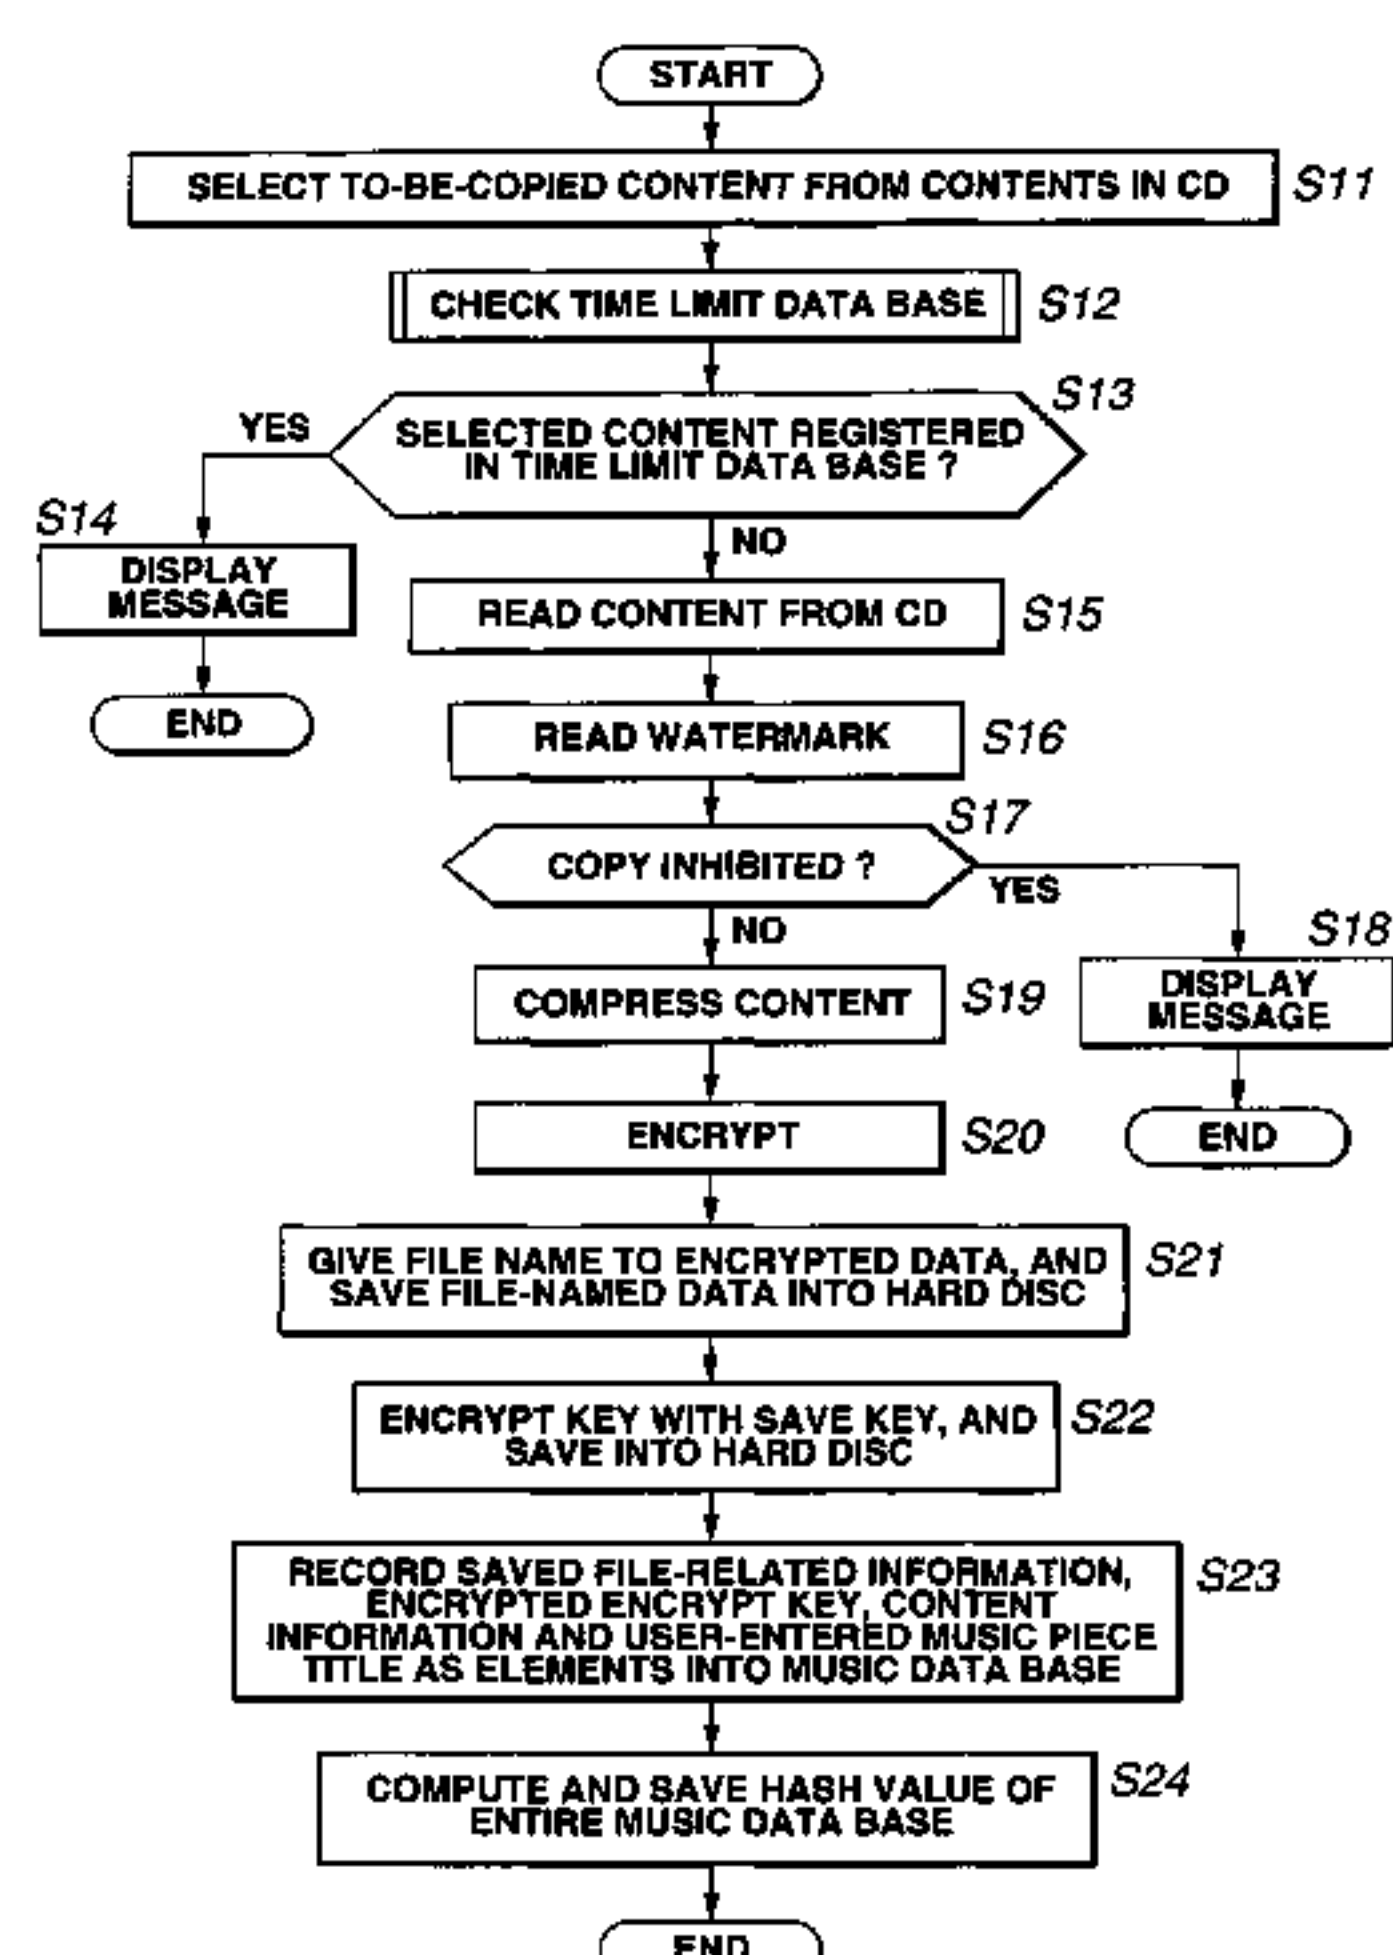 START
SELECT TO-BE-COPIED CONTENT FROM CONTENTS IN CD
S11
CHECK TIME LIMIT DATA BASE
S12
S13
YES
SELECTED CONTENT REGISTERED
IN TIME LIMIT DATA BASE ?
S14
NO
DISPLAY
MESSAGE
READ CONTENT FROM CD
S15
END
READ WATERMARK
S16
S17
COPY INHIBITED ?
YES
NO
S18
DISPLAY
MESSAGE
COMPRESS CONTENT
S19
ENCRYPT
S20
END
GIVE FILE NAME TO ENCRYPTED DATA, AND
SAVE FILE-NAMED DATA INTO HARD DISC
S21
ENCRYPT KEY WITH SAVE KEY, AND
SAVE INTO HARD DISC
S22
RECORD SAVED FILE-RELATED INFORMATION,
ENCRYPTED ENCRYPT KEY, CONTENT
INFORMATION AND USER-ENTERED MUSIC PIECE
TITLE AS ELEMENTS INTO MUSIC DATA BASE
S23
COMPUTE AND SAVE HASH VALUE OF
ENTIRE MUSIC DATA BASE
S24
END